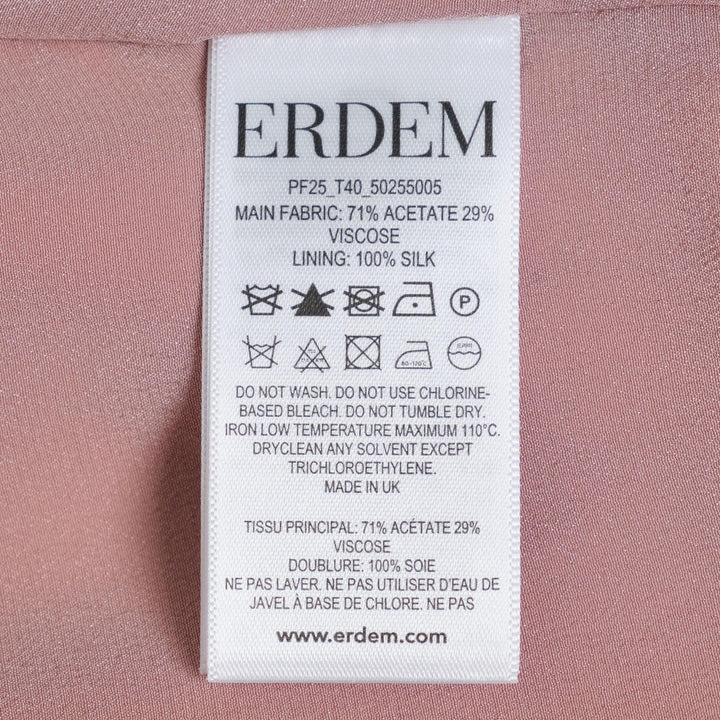 ERDEM
PF25_T40_50255005
MAIN FABRIC: 71% ACETATE 29%
VISCOSE
LINING: 100% SILK
P
80-120°C
DO NOT WASH. DO NOT USE CHLORINE-
BASED BLEACH. DO NOT TUMBLE DRY.
IRON LOW TEMPERATURE MAXIMUM 110°C.
DRYCLEAN ANY SOLVENT EXCEPT
TRICHLOROETHYLENE.
MADE IN UK
TISSU PRINCIPAL: 71% ACÉTATE 29%
VISCOSE
DOUBLURE: 100% SOIE
NE PAS LAVER. NE PAS UTILISER D'EAU DE
JAVEL À BASE DE CHLORE. NE PAS
www.erdem.com